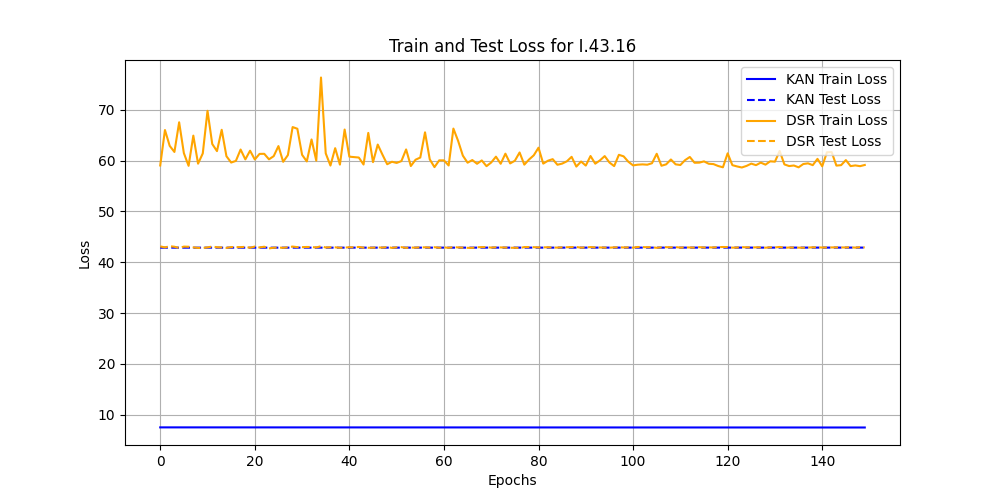 Train and Test Loss for I.43.16
KAN Train Loss
KAN Test Loss
DSR Train Loss
DSR Test Loss
Loss
70
60
50
40
30
20
10
0 20 40 60 80 100 120 140
Epochs